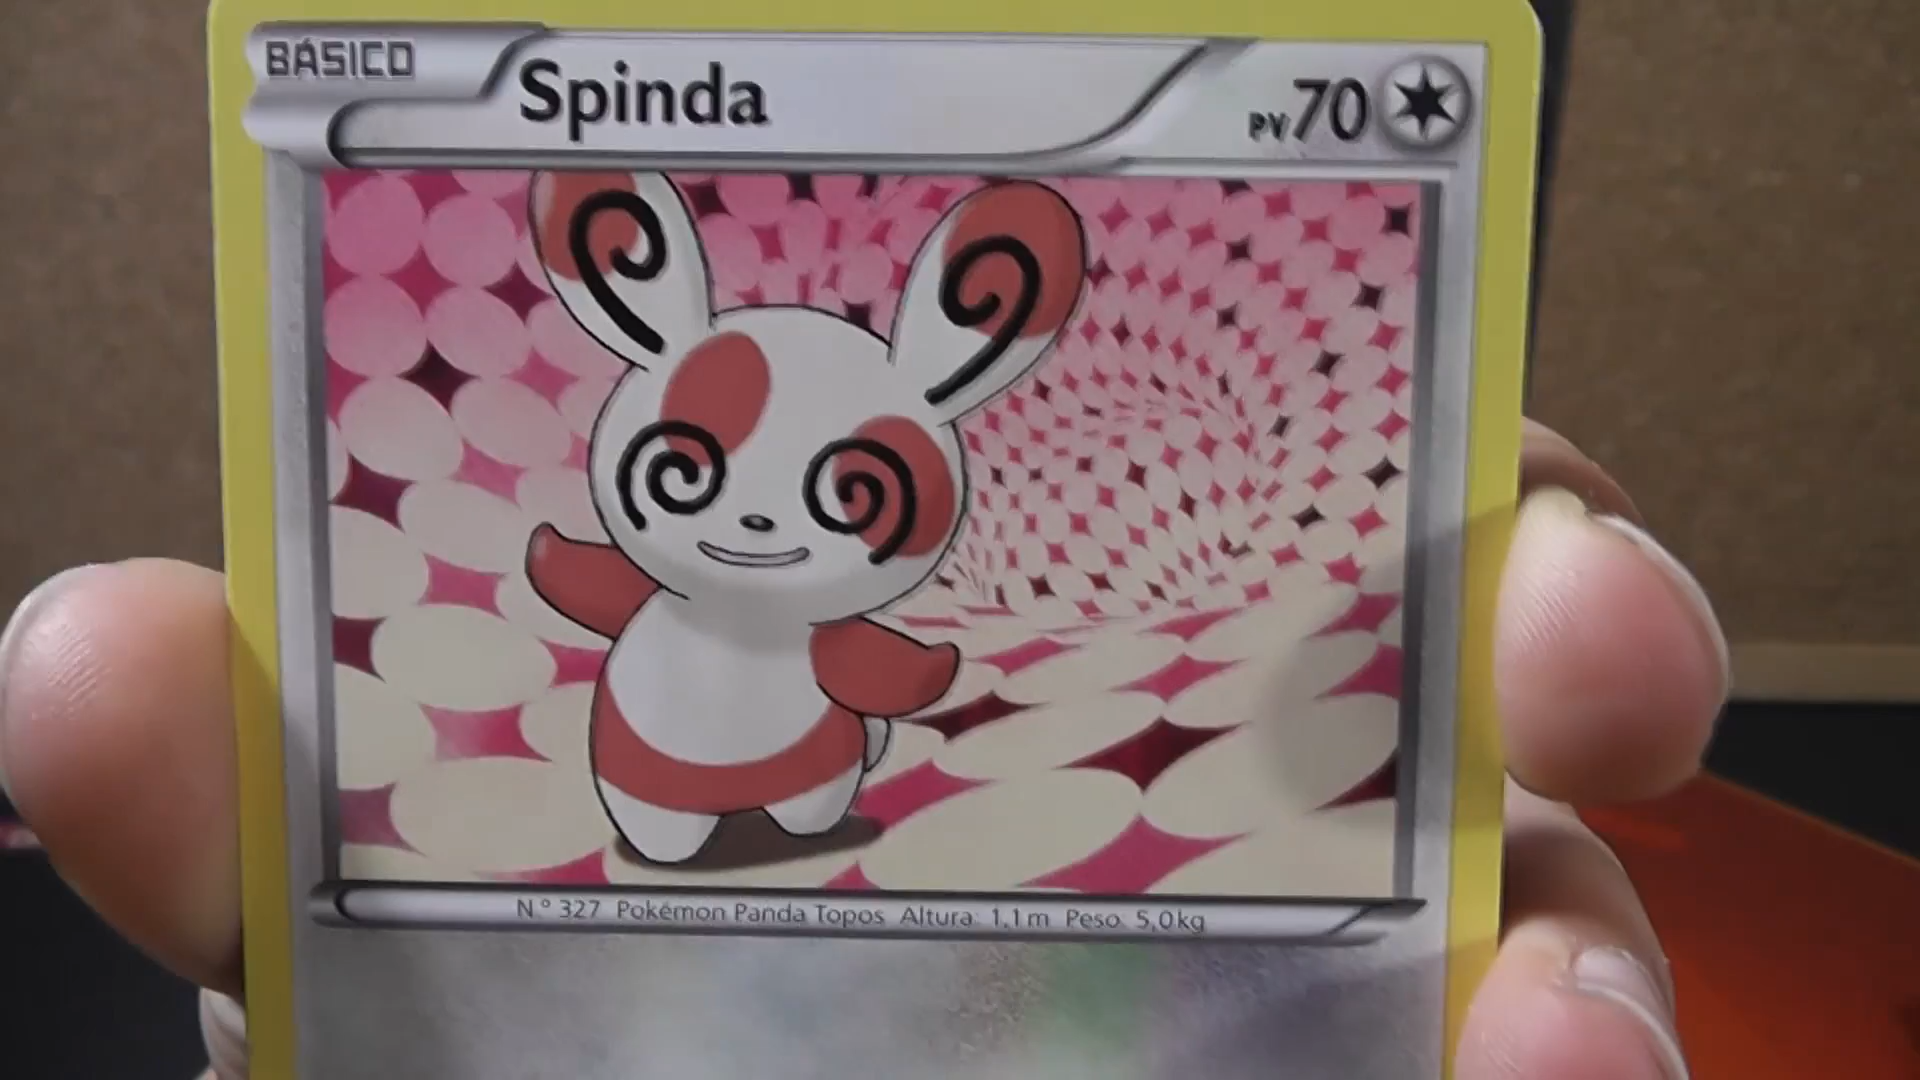 BÁSICO
Spinda
PV70
N.º 327 Pokémon Panda Topos Altura: 1,1m Peso: 5,0kg